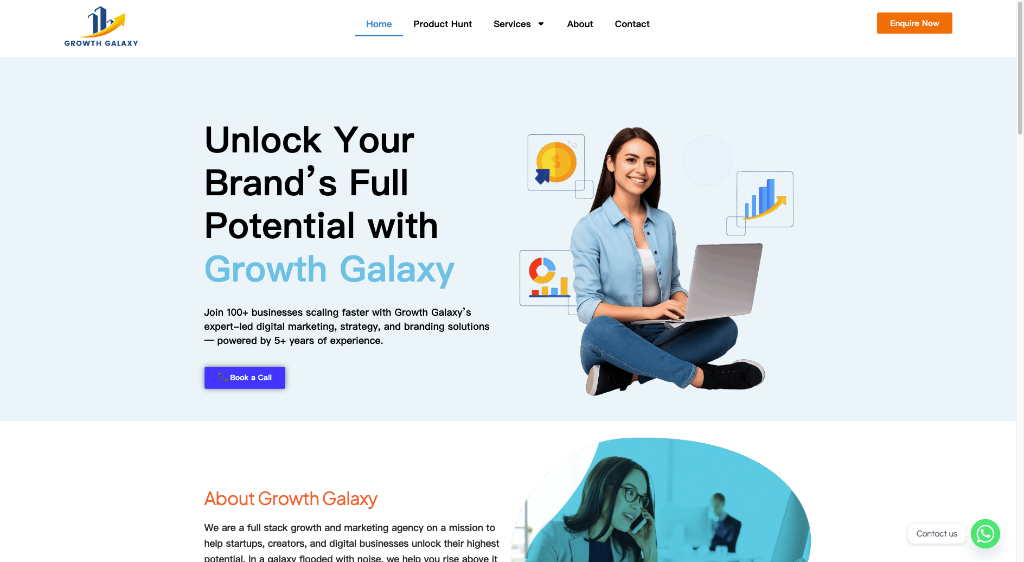 GROWTH GALAXY
Home
Product Hunt
Services
About
Contact
Enquire Now
Unlock Your
Brand's Full
Potential with
Growth Galaxy
Join 100+ businesses scaling faster with Growth Galaxy's
expert-led digital marketing, strategy, and branding solutions
— powered by 5+ years of experience.
Book a Call
About Growth Galaxy
We are a full stack growth and marketing agency on a mission to
help startups, creators, and digital businesses unlock their highest
potential. In a galaxy flooded with noise, we help you rise above it
Contact us